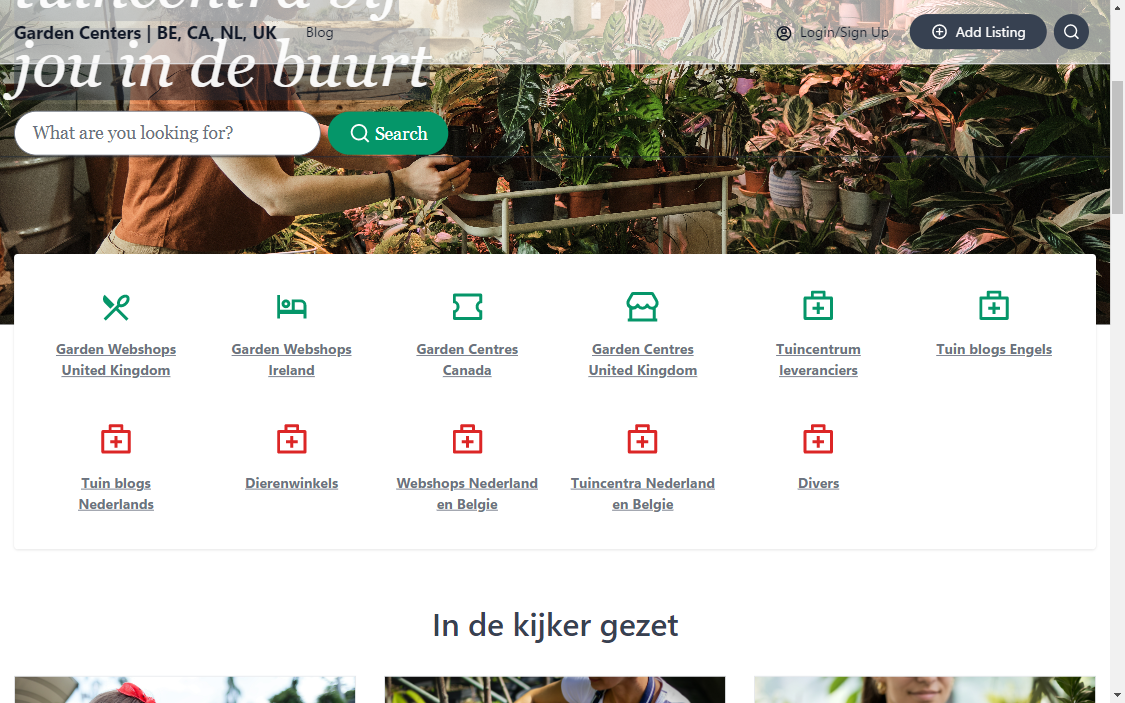 tuincentra bij
Garden Centers | BE, CA, NL, UK
Blog
Login/Sign Up
Add Listing
jou in de buurt
What are you looking for?
Search
Garden Webshops
United Kingdom
Garden Webshops
Ireland
Garden Centres
Canada
Garden Centres
United Kingdom
Tuincentrum
leveranciers
Tuin blogs Engels
Tuin blogs
Nederlands
Dierenwinkels
Webshops Nederland
en Belgie
Tuincentra Nederland
en Belgie
Divers
In de kijker gezet